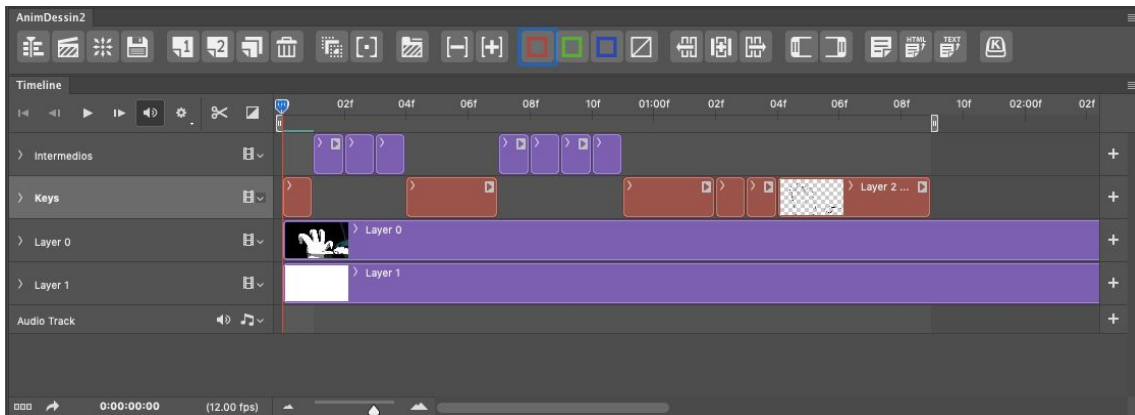 AnimDessin2
1 2 HTML TEXT K
Timeline
02f 04f 06f 08f 10f 01:00f 02f 04f 06f 08f 10f 02:00f 02f
Intermedios
Keys
Layer 2 ...
Layer 0
Layer 0
Layer 1
Layer 1
Audio Track
0:00:00:00 (12.00 fps)